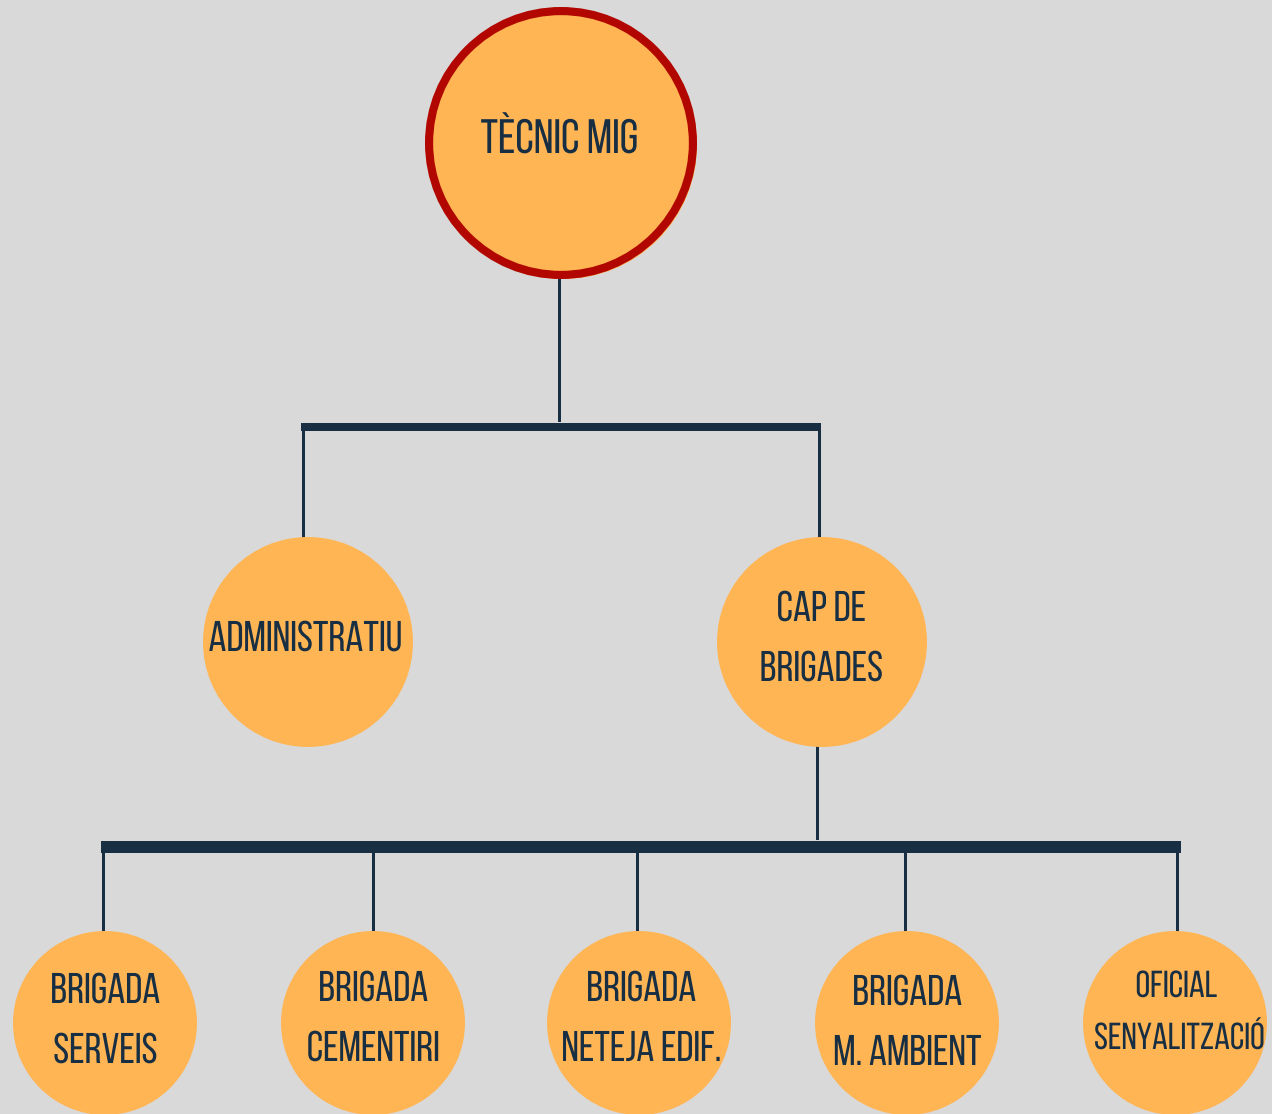 TÈCNIC MIG
ADMINISTRATIU
CAP DE
BRIGADES
BRIGADA
SERVEIS
BRIGADA
CEMENTIRI
BRIGADA
NETEJA EDIF.
BRIGADA
M. AMBIENT
OFICIAL
SENYALITZACIÓ